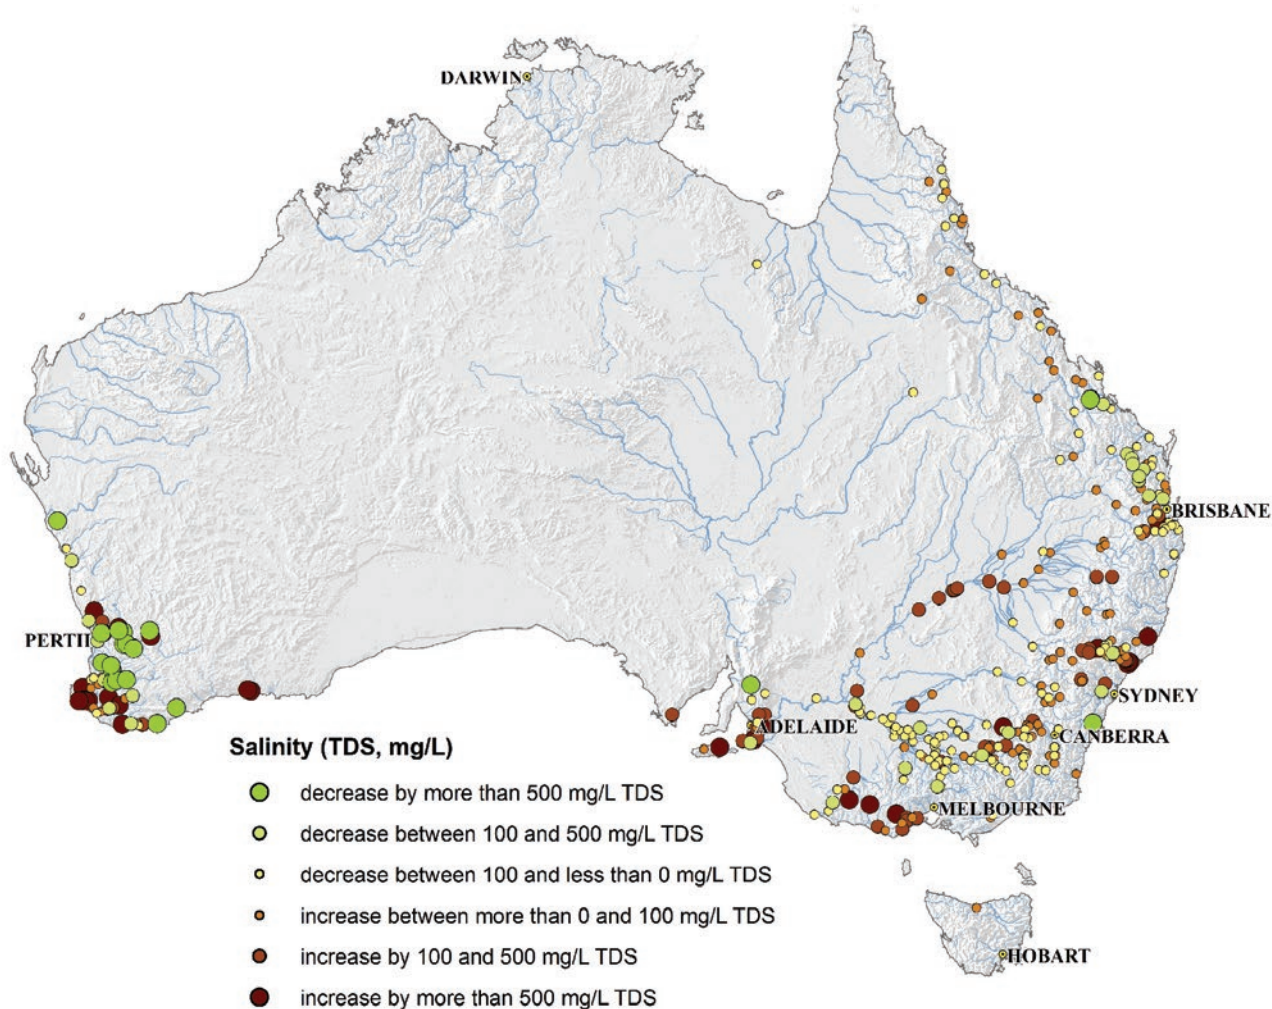 DARWIN
BRISBANE
PERTH
SYDNEY
ADELAIDE
CANBERRA
Salinity (TDS, mg/L)
decrease by more than 500 mg/L TDS
MELBOURNE
decrease between 100 and 500 mg/L TDS
decrease between 100 and less than 0 mg/L TDS
increase between more than 0 and 100 mg/L TDS
increase by 100 and 500 mg/L TDS
HOBART
increase by more than 500 mg/L TDS